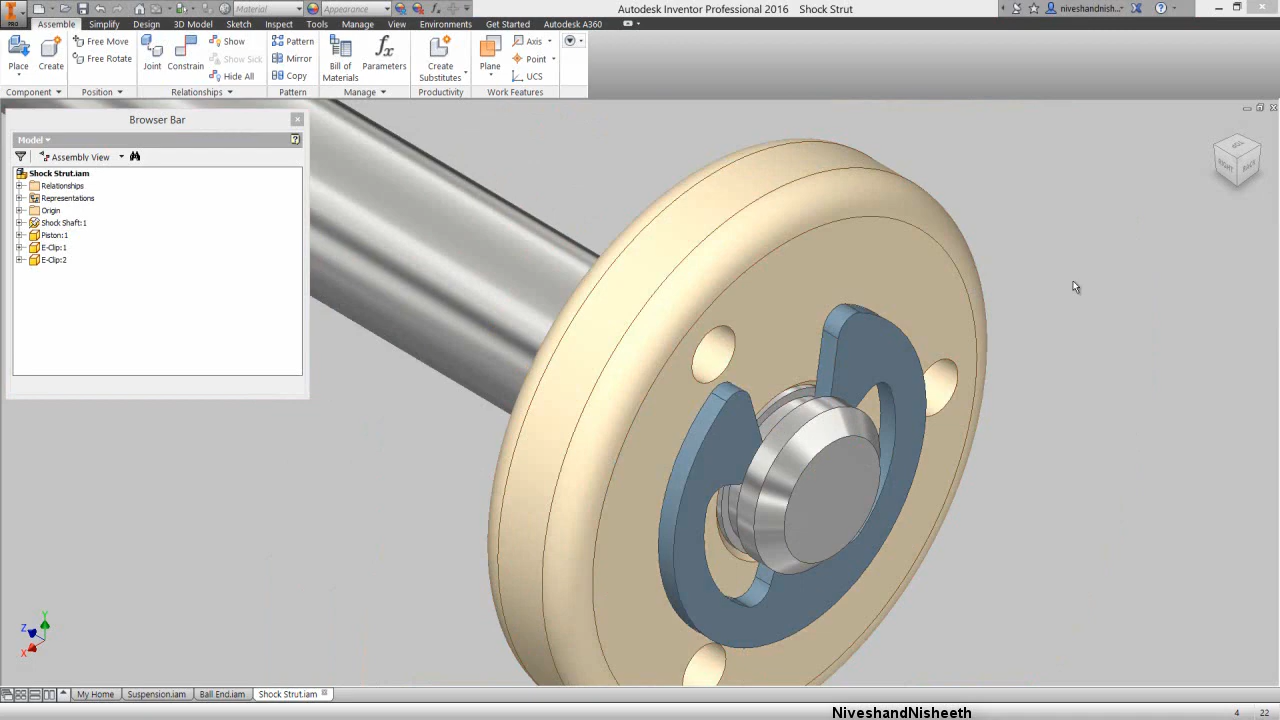 Material Appearance Autodesk Inventor Professional 2016 Shock Strut niveshandnish...
PRO Assemble Simplify Design 3D Model Sketch Inspect Tools Manage View Environments Get Started Autodesk A360
Place Create Free Move Free Rotate Joint Constrain Show Show Sick Hide All Pattern Mirror Copy Bill of Materials Parameters Create Substitutes Plane Axis Point UCS
Component Position Relationships Pattern Manage Productivity Work Features
Browser Bar
Model
Assembly View
Shock Strut.iam
Relationships
Representations
Origin
Shock Shaft:1
Piston:1
E-Clip:1
E-Clip:2
RIGHT BACK
Y
Z
X
My Home Suspension.iam Ball End.iam Shock Strut.iam
NiveshandNisheeth 4 22